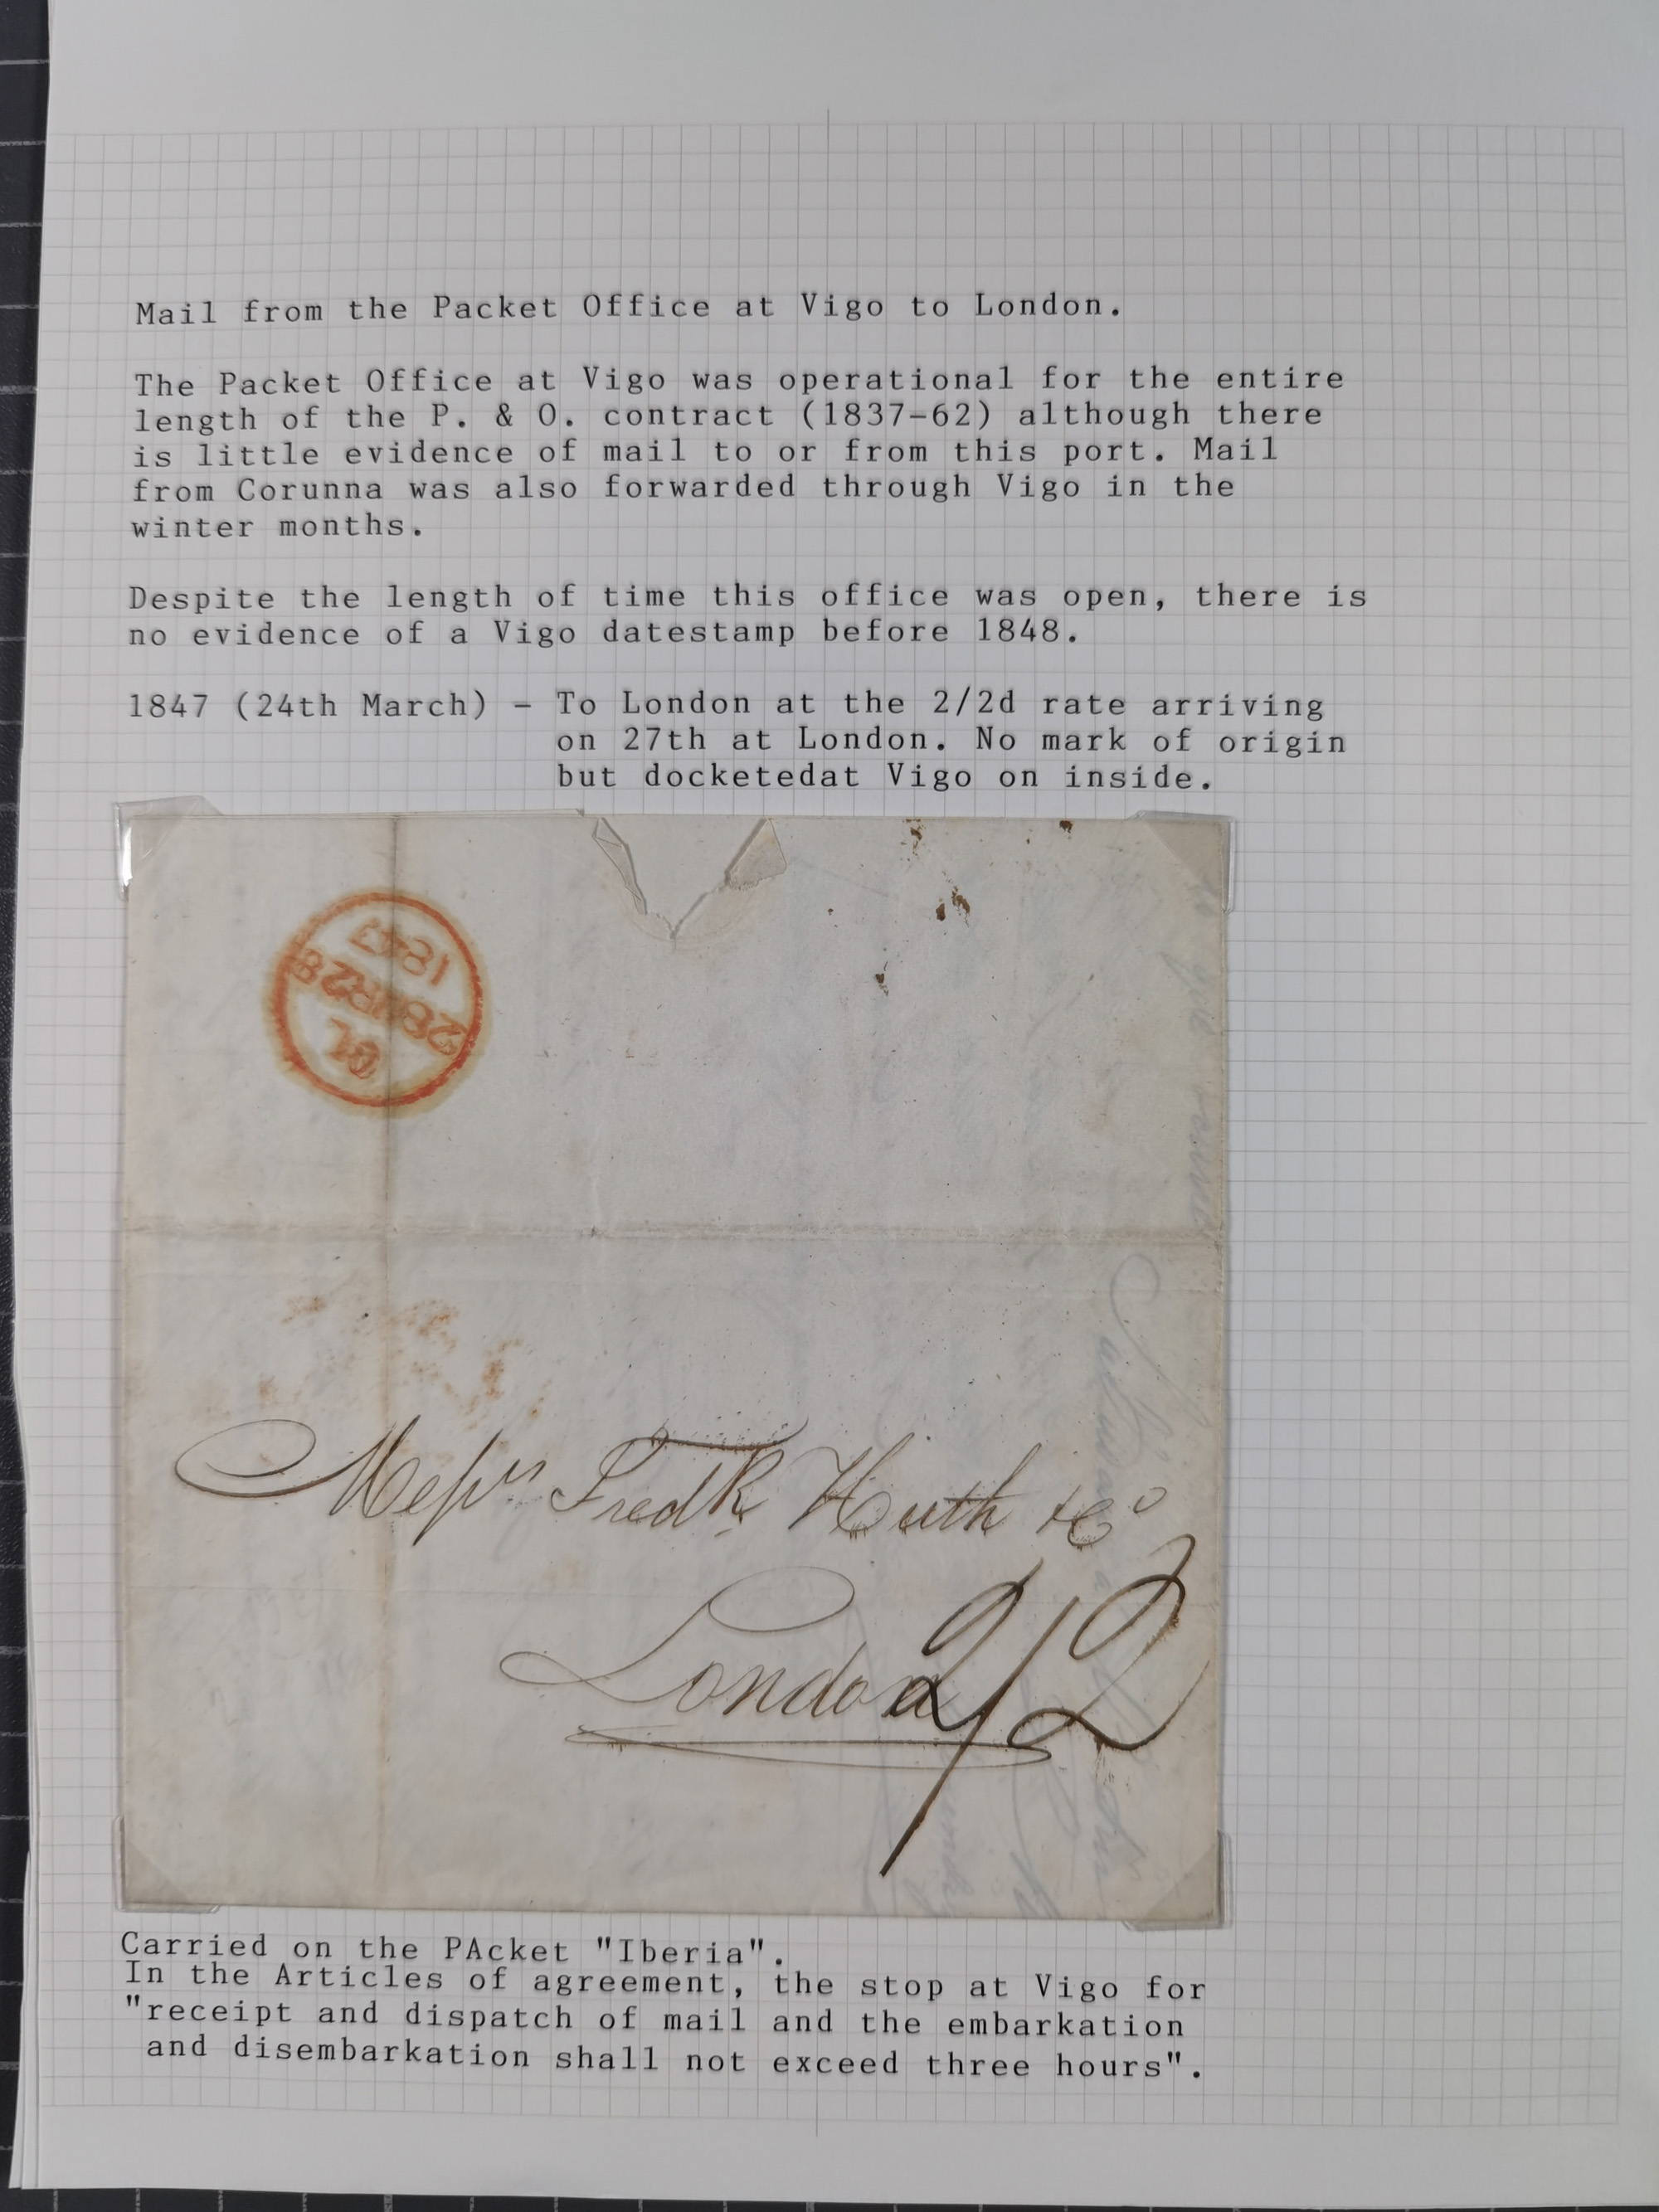 Mail from the Packet Office at Vigo to London.
The Packet Office at Vigo was operational for the entire
length of the P. & O. contract (1837-62) although there
is little evidence of mail to or from this port. Mail
from Corunna was also forwarded through Vigo in the
winter months.
Despite the length of time this office was open, there is
no evidence of a Vigo datestamp before 1848.
1847 (24th March) - To London at the 2/2d rate arriving
on 27th at London. No mark of origin
but docketedat Vigo on inside.
28MR28
1847
Messrs Fredk Huth & Co
London
2/2
Carried on the PAcket "Iberia".
In the Articles of agreement, the stop at Vigo for
"receipt and dispatch of mail and the embarkation
and disembarkation shall not exceed three hours".